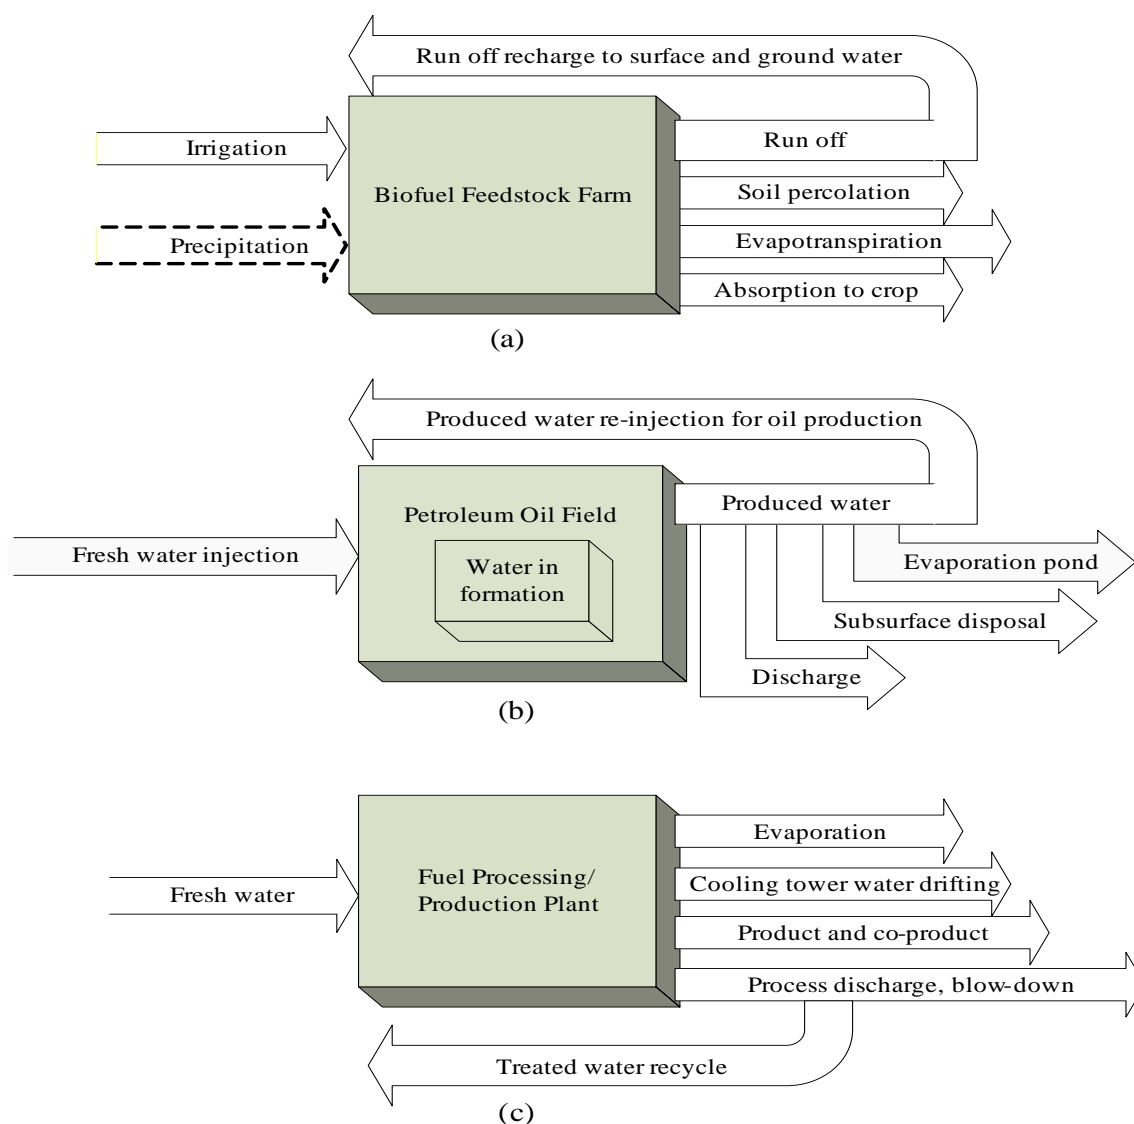 Run off recharge to surface and ground water
Irrigation
Run off
Biofuel Feedstock Farm
Soil percolation
Precipitation
Evapotranspiration
Absorption to crop
(a)
Produced water re-injection for oil production
Petroleum Oil Field
Produced water
Fresh water injection
Water in
formation
Evaporation pond
Subsurface disposal
Discharge
(b)
Evaporation
Fresh water
Fuel Processing/
Production Plant
Cooling tower water drifting
Product and co-product
Process discharge, blow-down
Treated water recycle
(c)